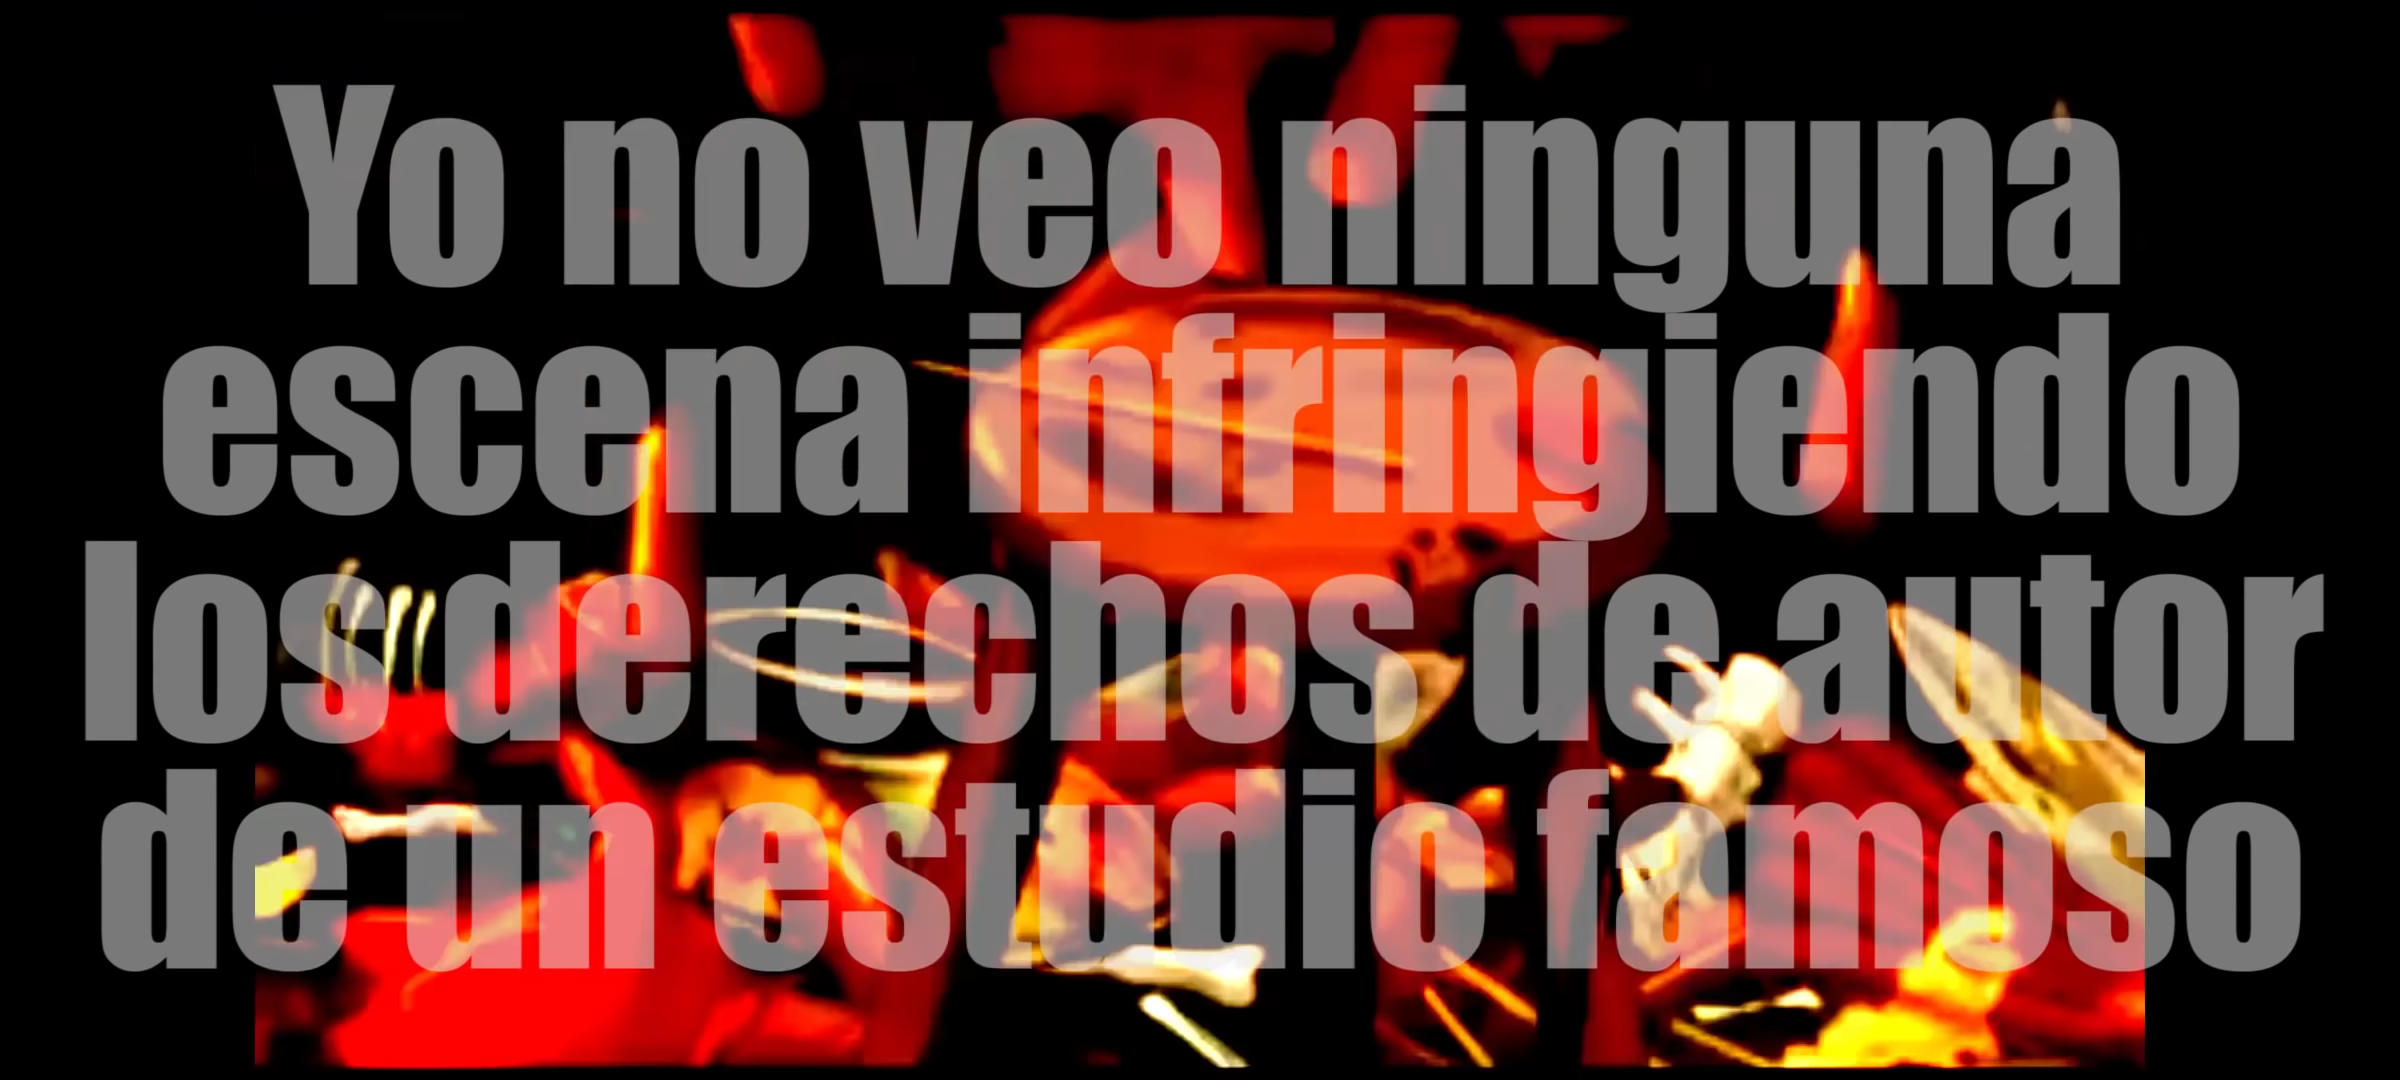 Yo no veo ninguna
escena infringiendo
los derechos de autor
de un estudio famoso